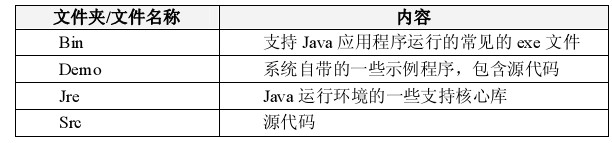 文件夹/文件名称 内容
Bin 支持 Java 应用程序运行的常见的 exe 文件
Demo 系统自带的一些示例程序，包含源代码
Jre Java 运行环境的一些支持核心库
Src 源代码